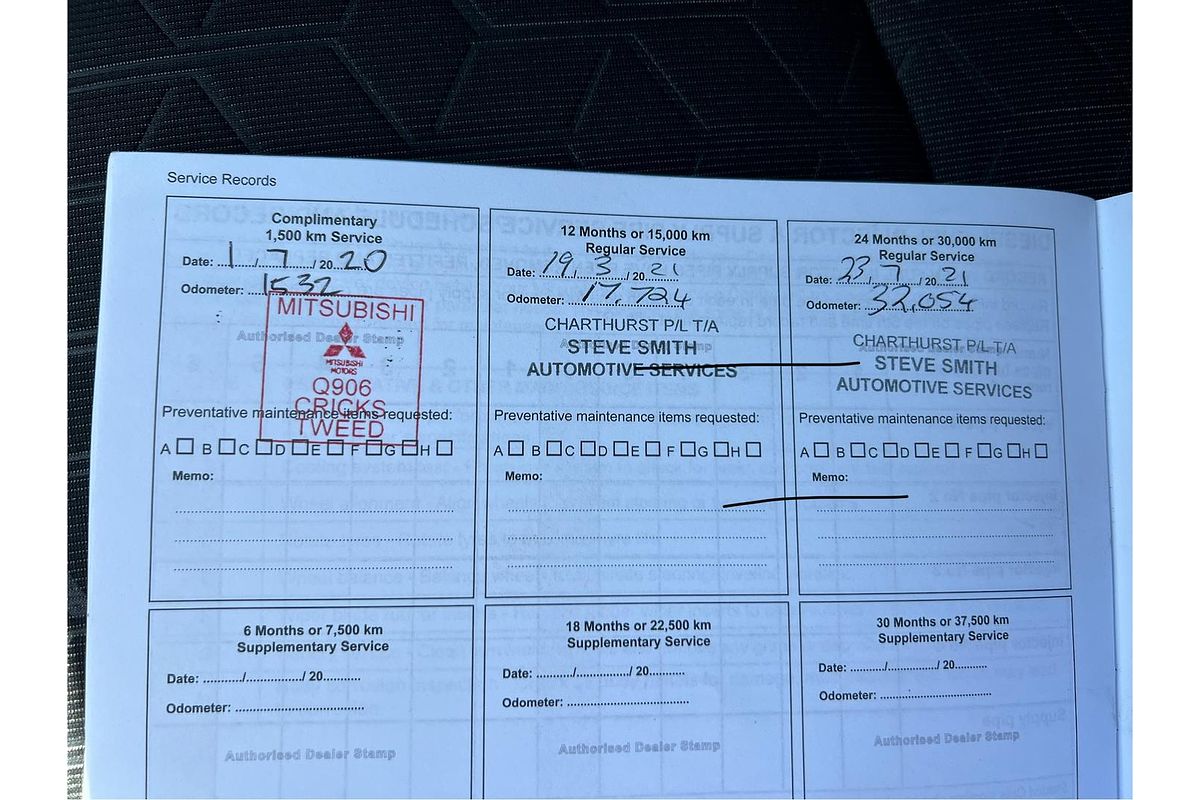 Service Records
Complimentary
1,500 km Service
Date: 1 / 7 / 20 20
Odometer: 1532
Authorised Dealer Stamp
MITSUBISHI
MITSUBISHI
MOTORS
Q906
CRICKS
TWEED
Preventative maintenance items requested:
A B C D E F G H
Memo:
12 Months or 15,000 km
Regular Service
Date: 19 / 3 / 20 21
Odometer: 17,724
CHARTHURST P/L T/A
STEVE SMITH
AUTOMOTIVE SERVICES
Preventative maintenance items requested:
A B C D E F G H
Memo:
24 Months or 30,000 km
Regular Service
Date: 23 / 7 / 20 21
Odometer: 32,054
CHARTHURST P/L T/A
STEVE SMITH
AUTOMOTIVE SERVICES
Preventative maintenance items requested:
A B C D E F G H
Memo:
6 Months or 7,500 km
Supplementary Service
Date: / / 20
Odometer:
Authorised Dealer Stamp
18 Months or 22,500 km
Supplementary Service
Date: / / 20
Odometer:
Authorised Dealer Stamp
30 Months or 37,500 km
Supplementary Service
Date: / / 20
Odometer:
Authorised Dealer Stamp